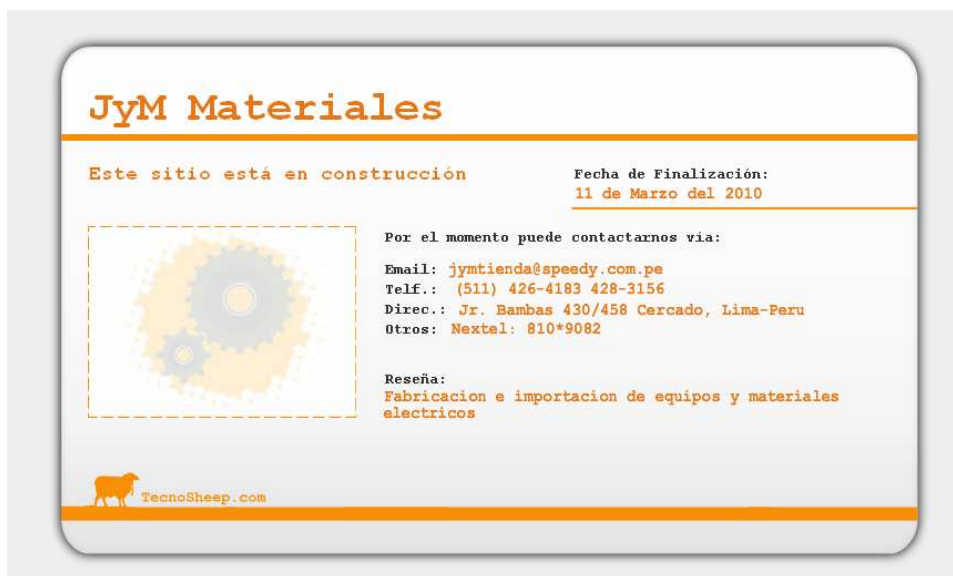 JyM Materiales
Este sitio está en construcción
Fecha de Finalización:
11 de Marzo del 2010
Por el momento puede contactarnos vía:
Email: jymtienda@speedy.com.pe
Telf.: (511) 426-4183 428-3156
Direc.: Jr. Bambas 430/458 Cercado, Lima-Peru
Otros: Nextel: 810*9082
Reseña:
Fabricacion e importacion de equipos y materiales
electricos
TecnoSheep.com